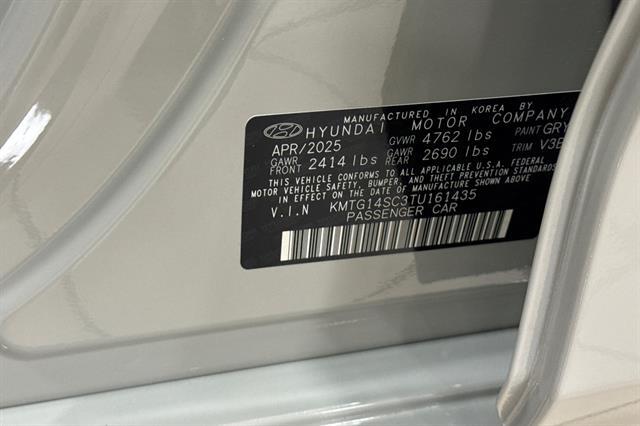 MANUFACTURED IN KOREA BY
HYUNDAI MOTOR COMPANY
APR/2025 GVWR 4762 lbs PAINT GRY
GAWR FRONT 2414 lbs GAWR REAR 2690 lbs TRIM V3E
THIS VEHICLE CONFORMS TO ALL APPLICABLE U.S.A. FEDERAL
MOTOR VEHICLE SAFETY, BUMPER, AND THEFT PREVENTION STANDARDS
IN EFFECT ON THE DATE OF MANUFACTURE SHOWN ABOVE.
V.I.N KMTG14SC3TU161435
PASSENGER CAR